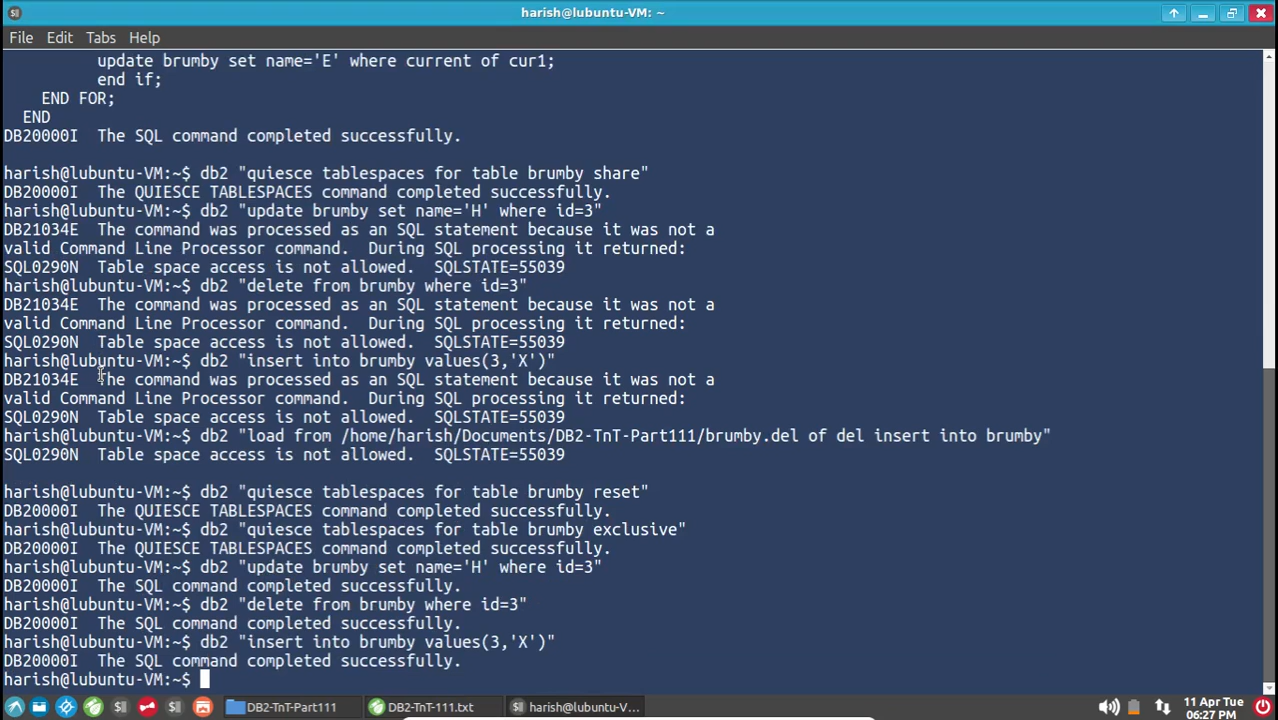 harish@lubuntu-VM: ~
File Edit Tabs Help
update brumby set name='E' where current of cur1;
end if;
END FOR;
END
DB20000I  The SQL command completed successfully.
harish@lubuntu-VM:~$ db2 "quiesce tablespaces for table brumby share"
DB20000I  The QUIESCE TABLESPACES command completed successfully.
harish@lubuntu-VM:~$ db2 "update brumby set name='H' where id=3"
DB21034E  The command was processed as an SQL statement because it was not a
valid Command Line Processor command.  During SQL processing it returned:
SQL0290N  Table space access is not allowed.  SQLSTATE=55039
harish@lubuntu-VM:~$ db2 "delete from brumby where id=3"
DB21034E  The command was processed as an SQL statement because it was not a
valid Command Line Processor command.  During SQL processing it returned:
SQL0290N  Table space access is not allowed.  SQLSTATE=55039
harish@lubuntu-VM:~$ db2 "insert into brumby values(3,'X')"
DB21034E  The command was processed as an SQL statement because it was not a
valid Command Line Processor command.  During SQL processing it returned:
SQL0290N  Table space access is not allowed.  SQLSTATE=55039
harish@lubuntu-VM:~$ db2 "load from /home/harish/Documents/DB2-TnT-Part111/brumby.del of del insert into brumby"
SQL0290N  Table space access is not allowed.  SQLSTATE=55039
harish@lubuntu-VM:~$ db2 "quiesce tablespaces for table brumby reset"
DB20000I  The QUIESCE TABLESPACES command completed successfully.
harish@lubuntu-VM:~$ db2 "quiesce tablespaces for table brumby exclusive"
DB20000I  The QUIESCE TABLESPACES command completed successfully.
harish@lubuntu-VM:~$ db2 "update brumby set name='H' where id=3"
DB20000I  The SQL command completed successfully.
harish@lubuntu-VM:~$ db2 "delete from brumby where id=3"
DB20000I  The SQL command completed successfully.
harish@lubuntu-VM:~$ db2 "insert into brumby values(3,'X')"
DB20000I  The SQL command completed successfully.
harish@lubuntu-VM:~$
DB2-TnT-Part111 DB2-TnT-111.txt harish@lubuntu-V...
11 Apr Tue
06:27 PM